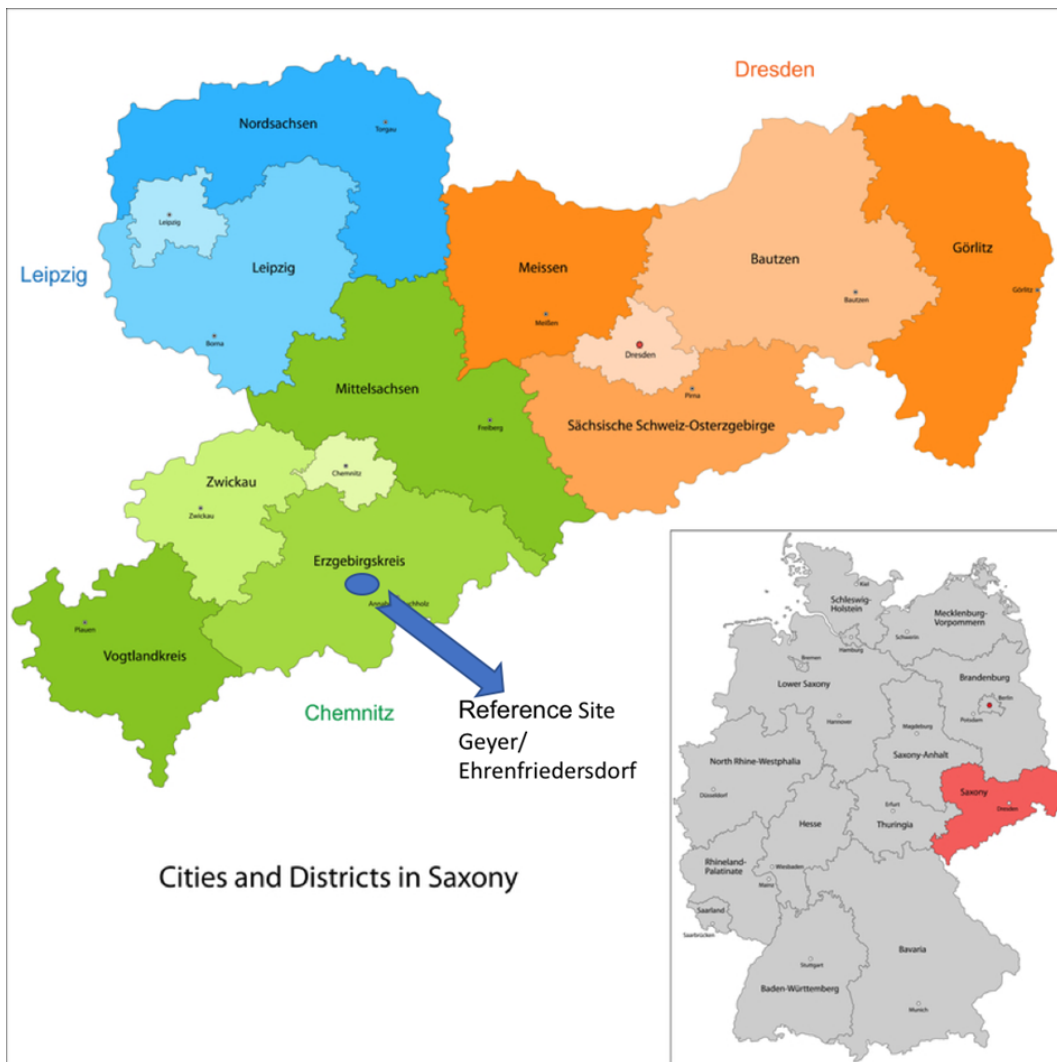 Dresden
Nordsachsen
Torgau
Leipzig
Leipzig
Leipzig
Borna
Meissen
Meißen
Bautzen
Bautzen
Görlitz
Görlitz
Dresden
Pirna
Sächsische Schweiz-Osterzgebirge
Mittelsachsen
Freiberg
Chemnitz
Zwickau
Zwickau
Erzgebirgskreis
Plauen
Vogtlandkreis
Chemnitz
Reference Site
Geyer/
Ehrenfriedersdorf
Cities and Districts in Saxony
Kiel
Schleswig-
Holstein
Mecklenburg-
Vorpommern
Schwerin
Hamburg
Bremen
Lower Saxony
Brandenburg
Berlin
Potsdam
Hannover
Magdeburg
Saxony-Anhalt
North Rhine-Westphalia
Düsseldorf
Saxony
Dresden
Erfurt
Thuringia
Hesse
Rhineland-
Palatinate
Wiesbaden
Mainz
Saarland
Saarbrücken
Bavaria
Stuttgart
Baden-Württemberg
Munich